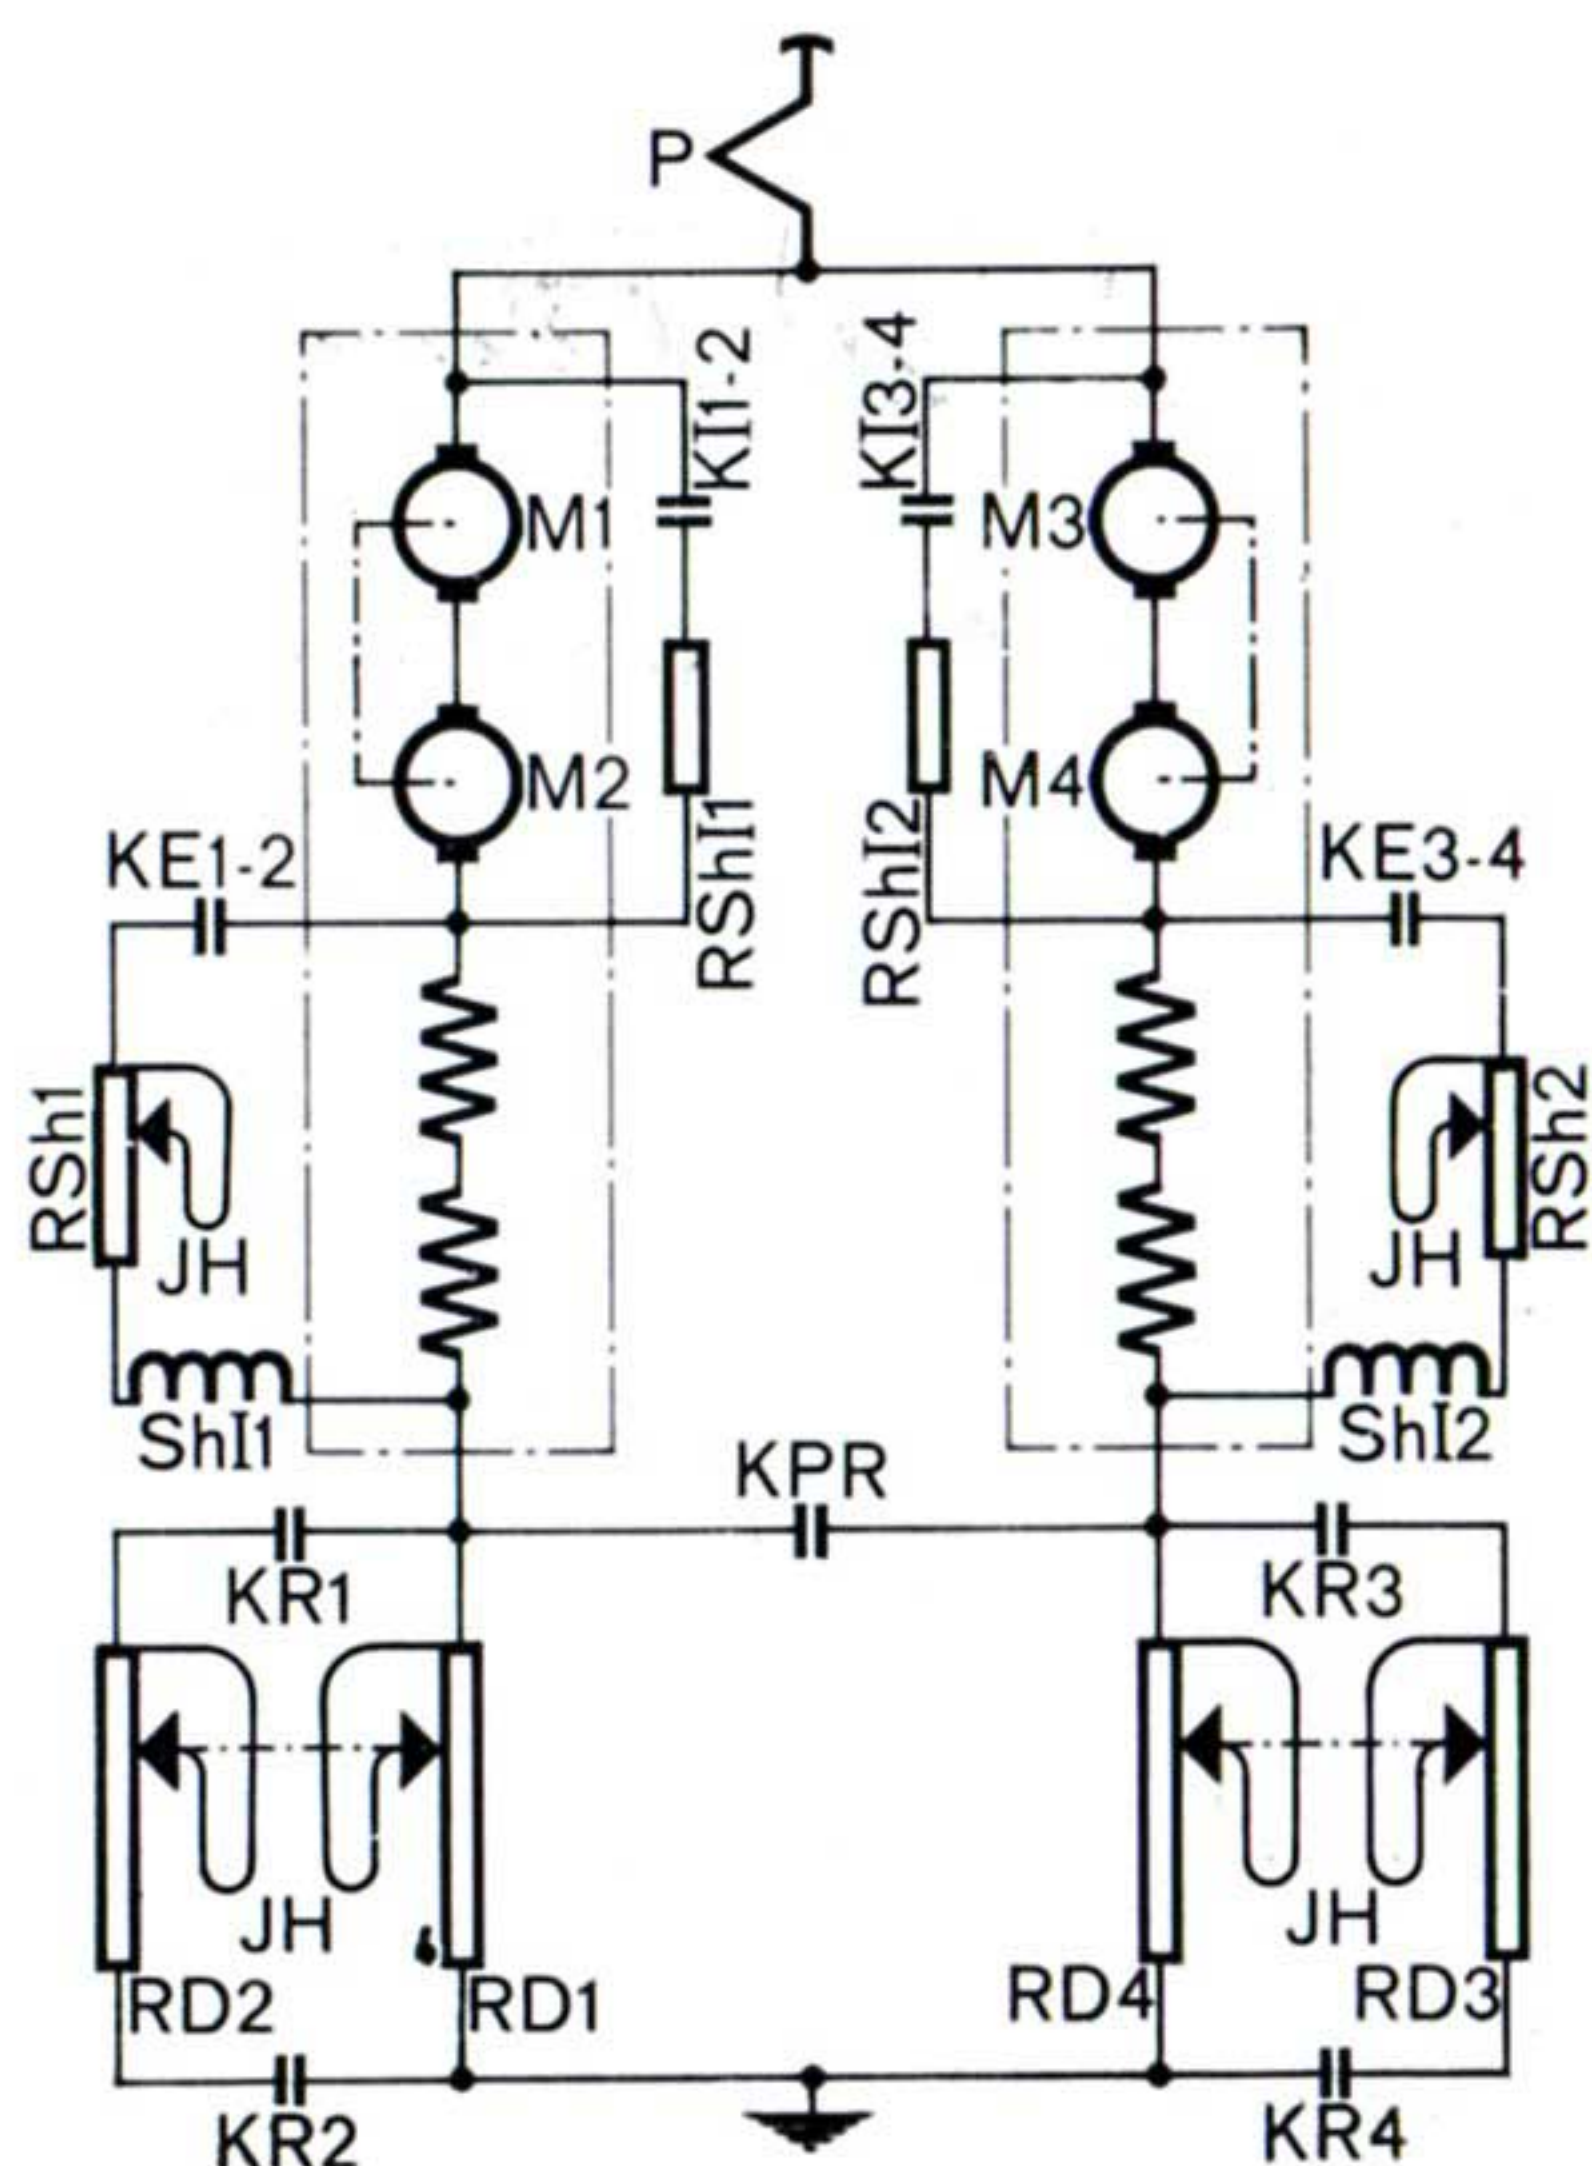 P
KI1-2
KI3-4
M1
M3
M2
M4
KE1-2
RShI1
RShI2
KE3-4
RSh1
JH
JH
RSh2
ShI1
ShI2
KPR
KR1
KR3
JH
JH
RD2
RD1
RD4
RD3
KR2
KR4